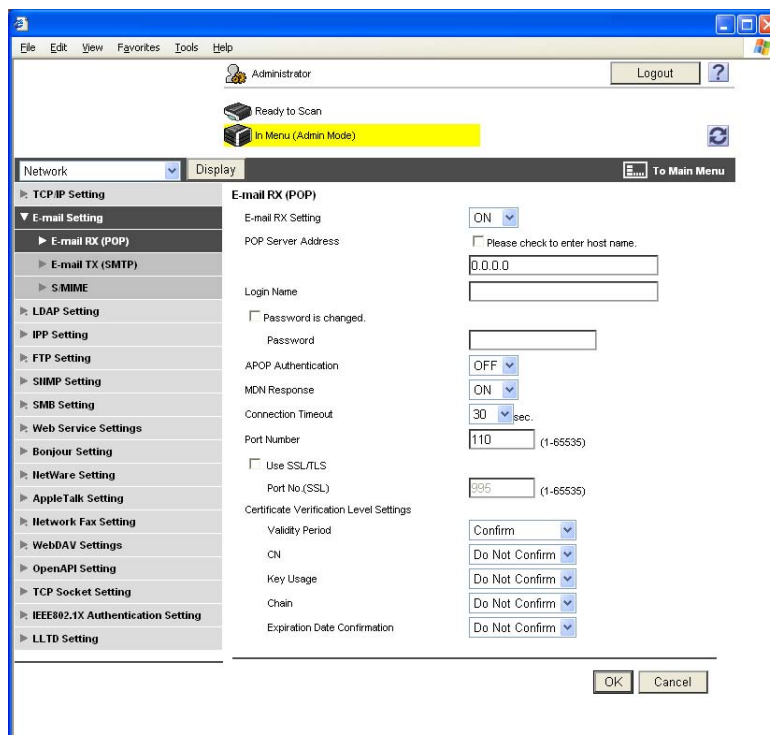 File Edit View Favorites Tools Help
Administrator
Logout
?
Ready to Scan
In Menu (Admin Mode)
Network
Display
To Main Menu
TCP/IP Setting
E-mail Setting
E-mail RX (POP)
E-mail TX (SMTP)
S/MIME
LDAP Setting
IPP Setting
FTP Setting
SNMP Setting
SMB Setting
Web Service Settings
Bonjour Setting
NetWare Setting
AppleTalk Setting
Network Fax Setting
WebDAV Settings
OpenAPI Setting
TCP Socket Setting
IEEE802.1X Authentication Setting
LLTD Setting
E-mail RX (POP)
E-mail RX Setting ON
POP Server Address Please check to enter host name.
0.0.0.0
Login Name
Password is changed.
Password
APOP Authentication OFF
MDN Response ON
Connection Timeout 30 sec.
Port Number 110 (1-65535)
Use SSL/TLS
Port No.(SSL) 995 (1-65535)
Certificate Verification Level Settings
Validity Period Confirm
CN Do Not Confirm
Key Usage Do Not Confirm
Chain Do Not Confirm
Expiration Date Confirmation Do Not Confirm
OK Cancel